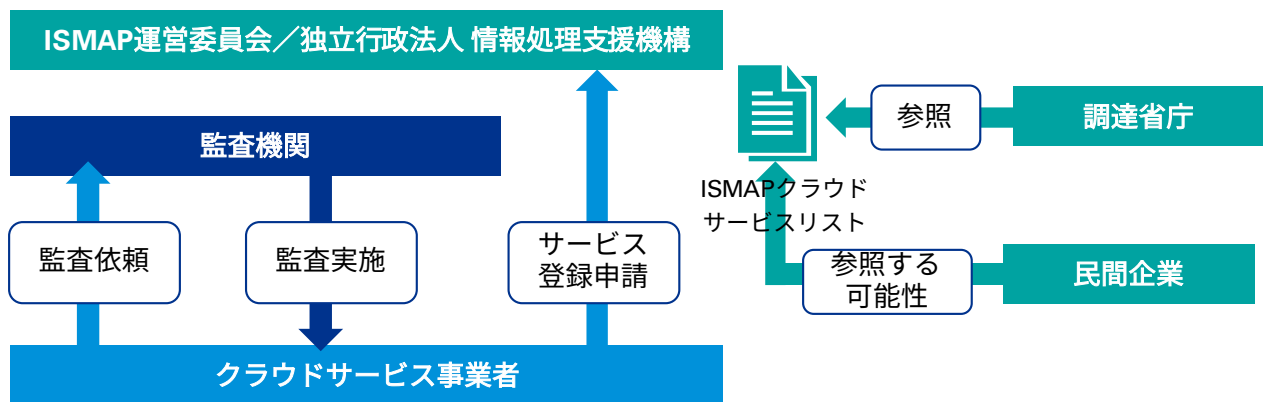 ISMAP運営委員会／独立行政法人 情報処理支援機構
監査機関
監査依頼
監査実施
サービス
登録申請
クラウドサービス事業者
参照
調達省庁
ISMAPクラウド
サービスリスト
参照する
可能性
民間企業